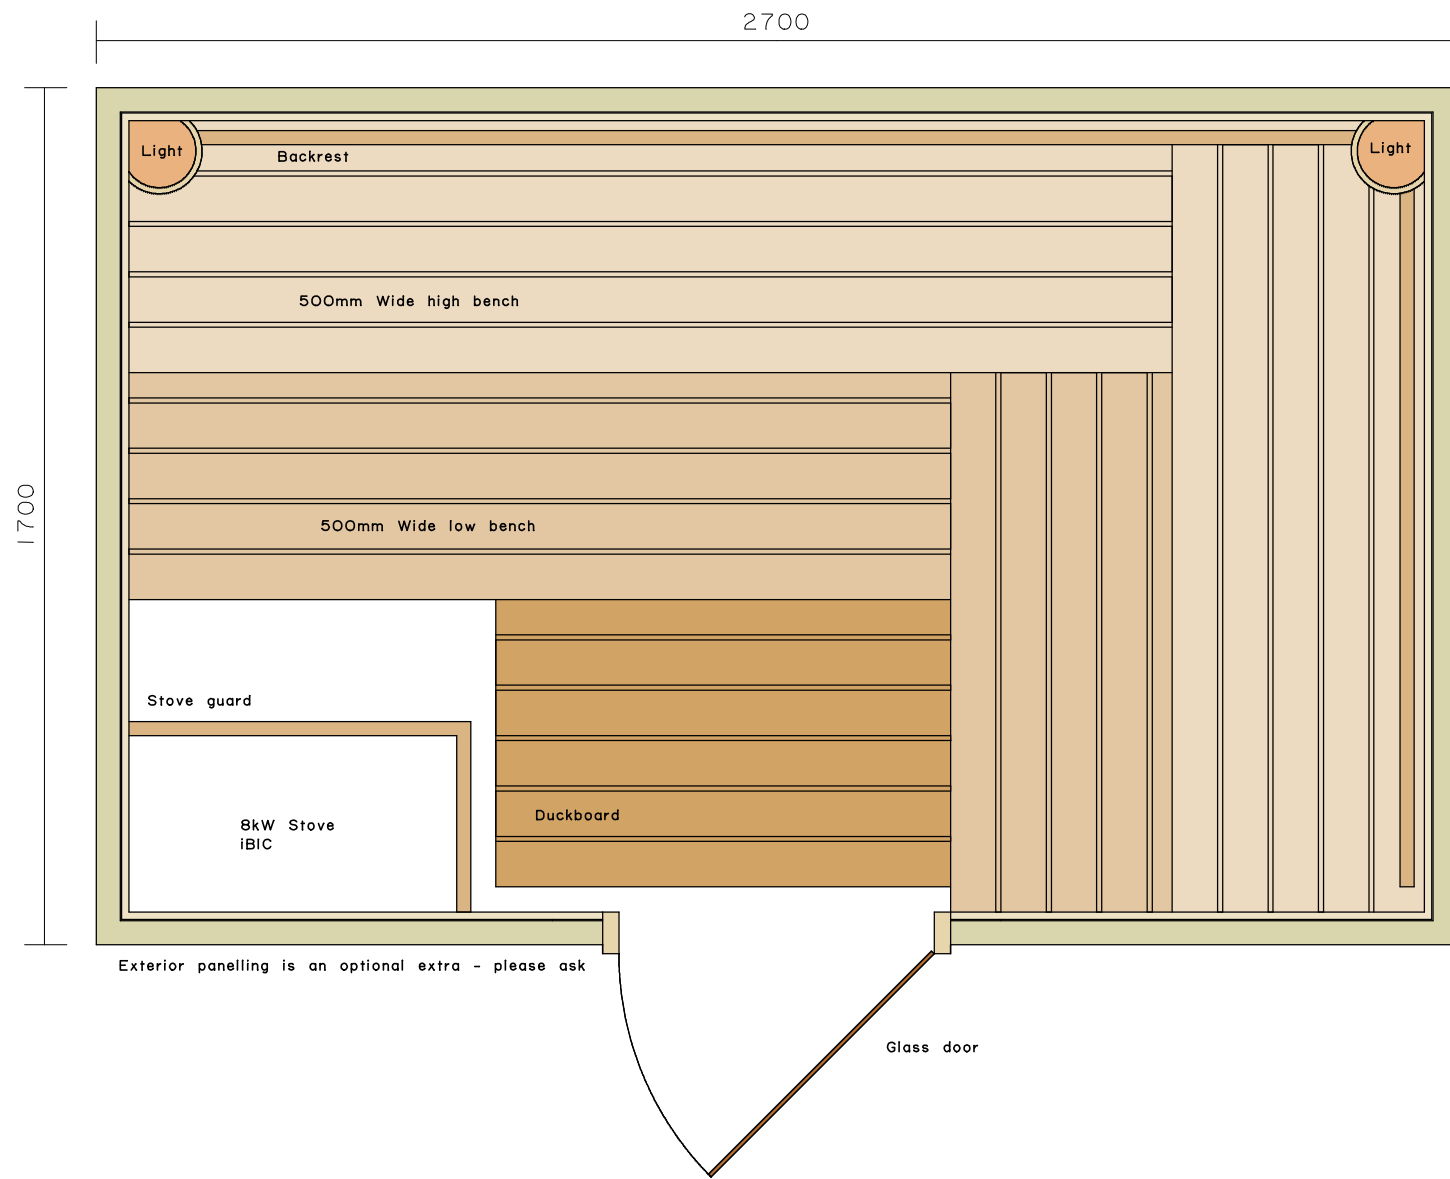 2700
Light
Light
Backrest
500mm Wide high bench
1700
500mm Wide low bench
Stove guard
8kW Stove
iBIC
Duckboard
Exterior panelling is an optional extra - please ask
Glass door